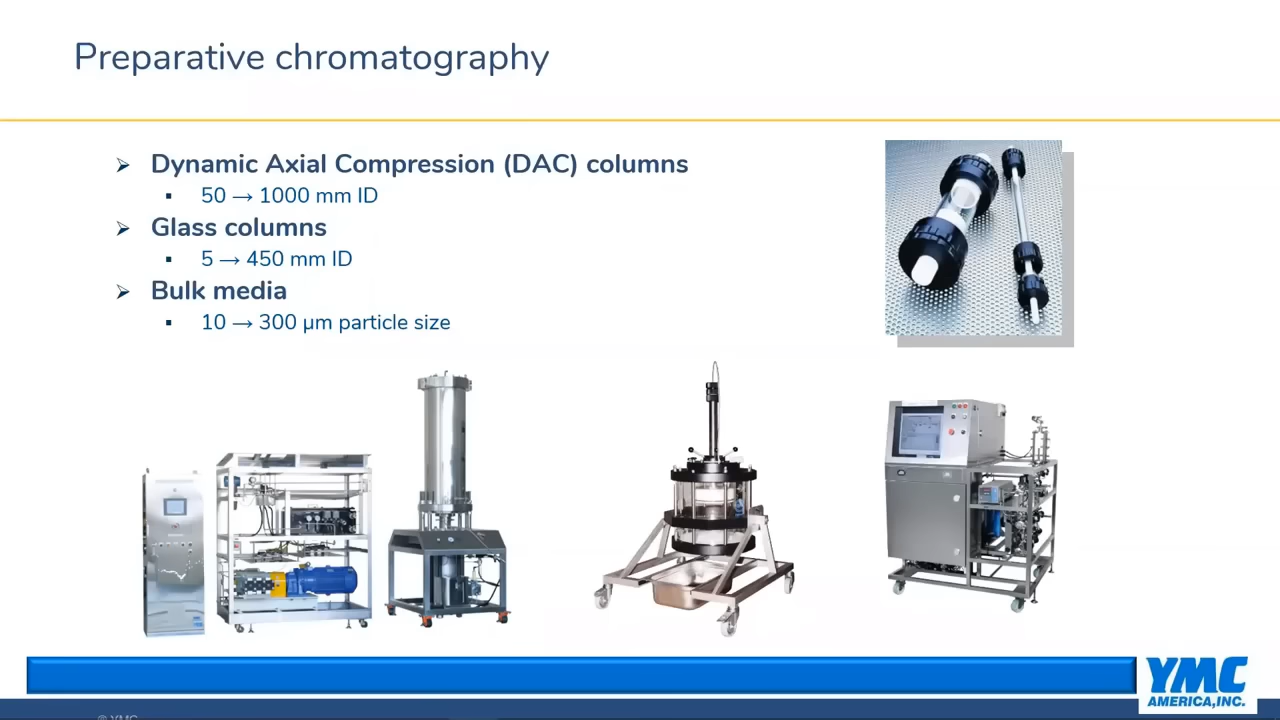 Preparative chromatography
➢ Dynamic Axial Compression (DAC) columns
▪ 50 → 1000 mm ID
➢ Glass columns
▪ 5 → 450 mm ID
➢ Bulk media
▪ 10 → 300 µm particle size
YMC
AMERICA,INC.
© YMC